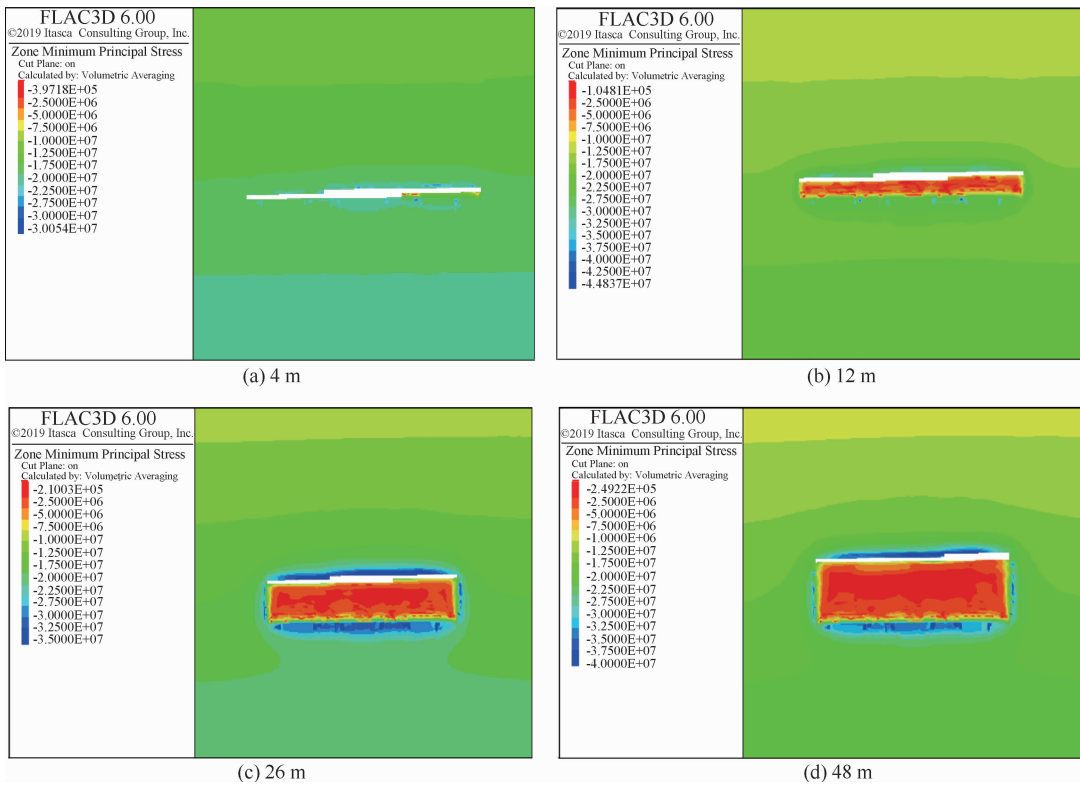 FLAC3D 6.00
©2019 Itasca Consulting Group, Inc.
Zone Minimum Principal Stress
Cut Plane: on
Calculated by: Volumetric Averaging
-3.9718E+05
-2.5000E+06
-5.0000E+06
-7.5000E+06
-1.0000E+07
-1.2500E+07
-1.5000E+07
-2.0000E+07
-2.2500E+07
-2.7500E+07
-3.0000E+07
-3.0054E+07
(a) 4 m
FLAC3D 6.00
©2019 Itasca Consulting Group, Inc.
Zone Minimum Principal Stress
Cut Plane: on
Calculated by: Volumetric Averaging
-1.0481E+05
-2.5000E+06
-5.0000E+06
-7.5000E+06
-1.0000E+07
-1.2500E+07
-1.5000E+07
-2.0000E+07
-2.2500E+07
-2.7500E+07
-3.0000E+07
-3.5000E+07
-3.7500E+07
-4.0000E+07
-4.2500E+07
-4.4837E+07
(b) 12 m
FLAC3D 6.00
©2019 Itasca Consulting Group, Inc.
Zone Minimum Principal Stress
Cut Plane: on
Calculated by: Volumetric Averaging
-2.1003E+05
-2.5000E+06
-5.0000E+06
-7.5000E+06
-1.0000E+07
-1.2500E+07
-1.5000E+07
-2.0000E+07
-2.2500E+07
-2.7500E+07
-3.0000E+07
-3.2500E+07
-3.5000E+07
(c) 26 m
FLAC3D 6.00
©2019 Itasca Consulting Group, Inc.
Zone Minimum Principal Stress
Cut Plane: on
Calculated by: Volumetric Averaging
-2.4922E+05
-2.5000E+06
-5.0000E+06
-7.5000E+06
-1.0000E+06
-1.2500E+07
-1.5000E+07
-2.0000E+07
-2.2500E+07
-2.7500E+07
-3.0000E+07
-3.2500E+07
-3.5000E+07
-3.7500E+07
-4.0000E+07
(d) 48 m